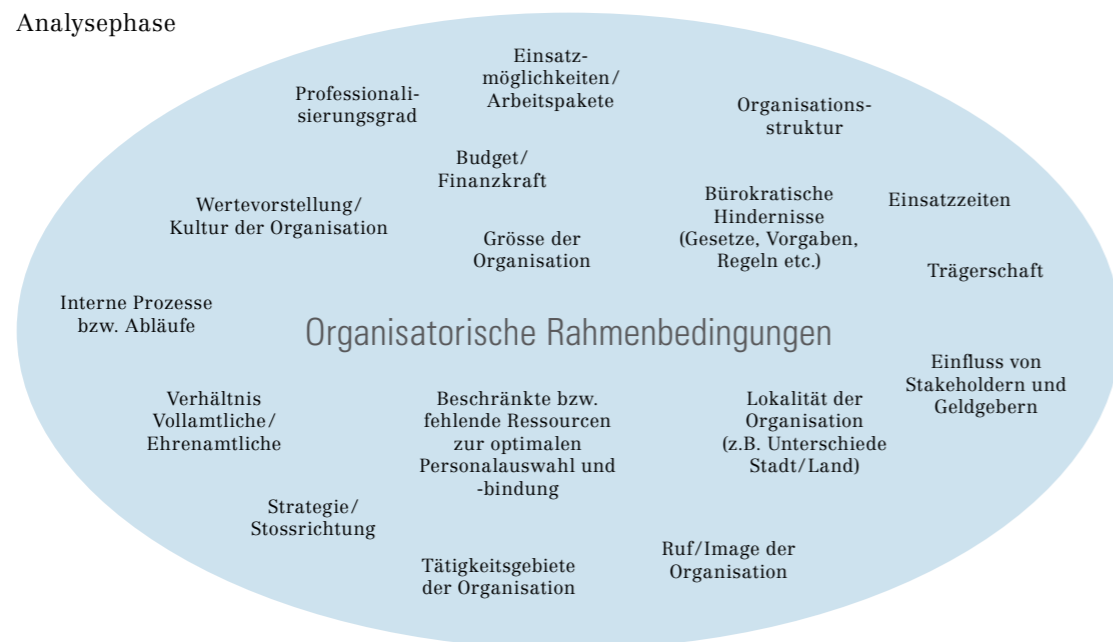 Analysephase
Einsatz-
möglichkeiten/
Arbeitspakete
Professionali-
sierungsgrad
Organisations-
struktur
Budget/
Finanzkraft
Wertevorstellung/
Kultur der Organisation
Bürokratische
Hindernisse
(Gesetze, Vorgaben,
Regeln etc.)
Einsatzzeiten
Grösse der
Organisation
Trägerschaft
Interne Prozesse
bzw. Abläufe
Organisatorische Rahmenbedingungen
Einfluss von
Stakeholdern und
Geldgebern
Verhältnis
Vollamtliche/
Ehrenamtliche
Beschränkte bzw.
fehlende Ressourcen
zur optimalen
Personalauswahl und
-bindung
Lokalität der
Organisation
(z.B. Unterschiede
Stadt/Land)
Strategie/
Stossrichtung
Tätigkeitsgebiete
der Organisation
Ruf/Image der
Organisation